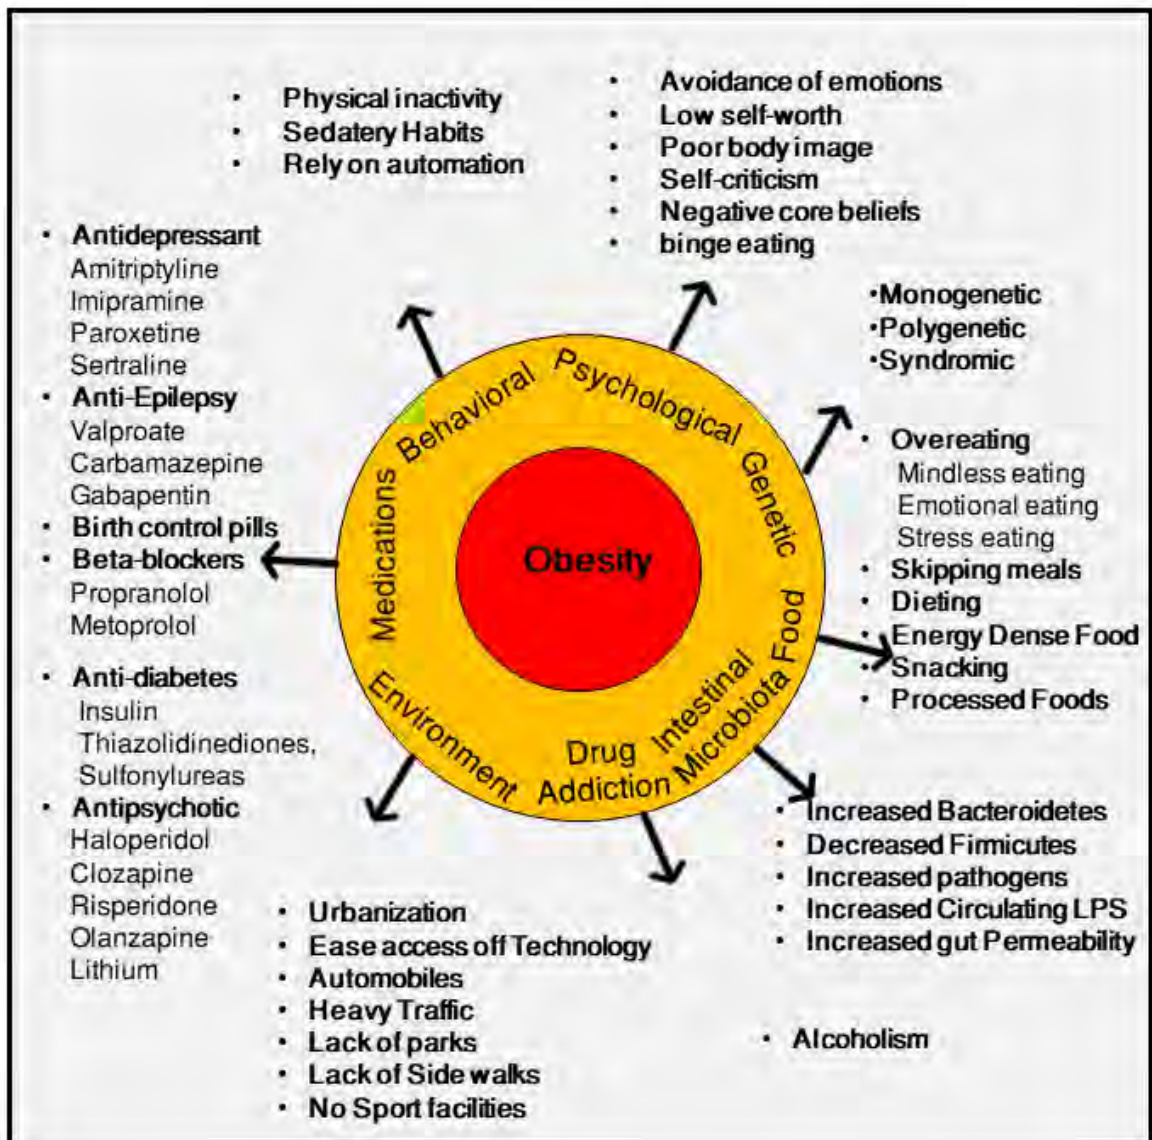 • Physical inactivity
• Sedatery Habits
• Rely on automation
• Avoidance of emotions
• Low self-worth
• Poor body image
• Self-criticism
• Negative core beliefs
• binge eating
• Antidepressant
Amitriptyline
Imipramine
Paroxetine
Sertraline
• Anti-Epilepsy
Valproate
Carbamazepine
Gabapentin
• Birth control pills
• Beta-blockers
Propranolol
Metoprolol
• Anti-diabetes
Insulin
Thiazolidinediones,
Sulfonylureas
• Antipsychotic
Haloperidol
Clozapine
Risperidone
Olanzapine
Lithium
•Monogenetic
•Polygenetic
•Syndromic
• Overeating
Mindless eating
Emotional eating
Stress eating
• Skipping meals
• Dieting
• Energy Dense Food
• Snacking
• Processed Foods
Behavioral
Psychological
Genetic
Food
Intestinal
Microbiota
Drug
Addiction
Environment
Medications
Obesity
• Increased Bacteroidetes
• Decreased Firmicutes
• Increased pathogens
• Increased Circulating LPS
• Increased gut Permeability
• Urbanization
• Ease access off Technology
• Automobiles
• Heavy Traffic
• Lack of parks
• Lack of Side walks
• No Sport facilities
• Alcoholism